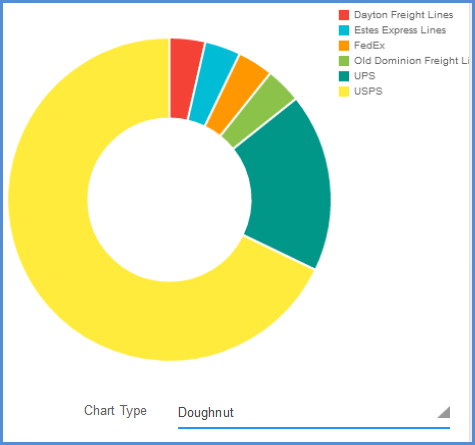 Dayton Freight Lines
Estes Express Lines
FedEx
Old Dominion Freight Li
UPS
USPS
Chart Type
Doughnut